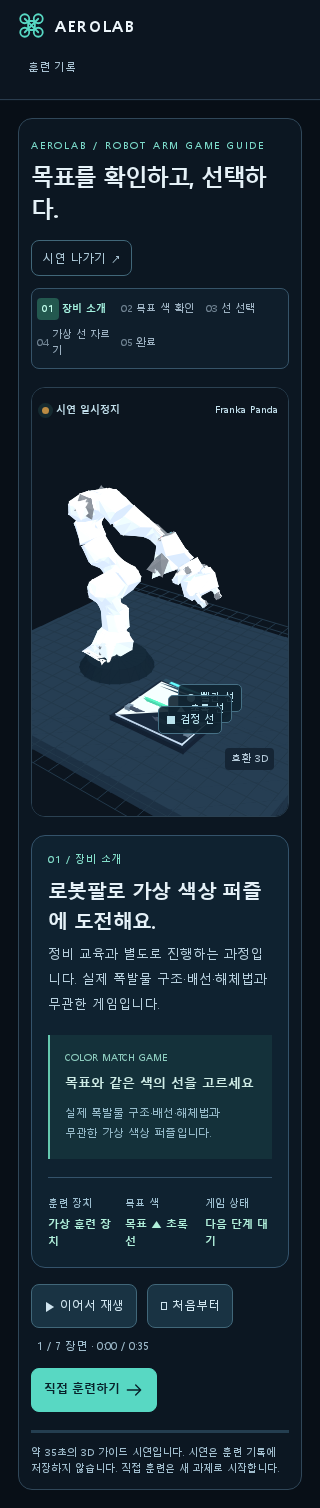 AEROLAB
훈련 기록
AEROLAB / ROBOT ARM GAME GUIDE
목표를 확인하고, 선택하
다.
시연 나가기 ↗
01 장비 소개 02 목표 색 확인 03 선 선택
04 가상 선 자르
기 05 완료
시연 일시정지 Franka Panda
검정 선
호환 3D
01 / 장비 소개
로봇팔로 가상 색상 퍼즐
에 도전해요.
정비 교육과 별도로 진행하는 과정입
니다. 실제 폭발물 구조·배선·해체법과
무관한 게임입니다.
COLOR MATCH GAME
목표와 같은 색의 선을 고르세요
실제 폭발물 구조·배선·해체법과
무관한 가상 색상 퍼즐입니다.
훈련 장치 목표 색 게임 상태
가상 훈련 장 목표 ▲ 초록 다음 단계 대
치 선 기
▶ 이어서 재생 처음부터
1 / 7 장면 · 0:00 / 0:35
직접 훈련하기 →
약 35초의 3D 가이드 시연입니다. 시연은 훈련 기록에
저장하지 않습니다. 직접 훈련은 새 과제로 시작합니다.